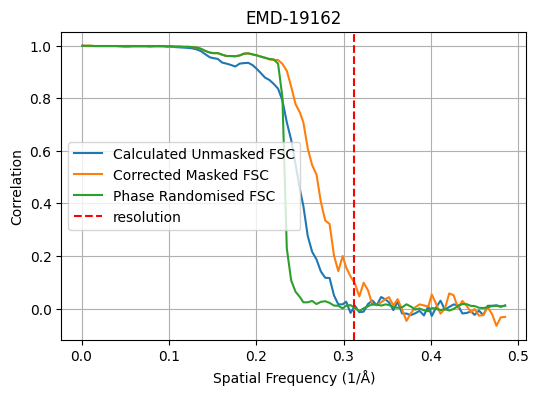 EMD-19162
1.0
0.8
0.6
0.4
0.2
0.0
Correlation
Calculated Unmasked FSC
Corrected Masked FSC
Phase Randomised FSC
resolution
0.0 0.1 0.2 0.3 0.4 0.5
Spatial Frequency (1/Å)